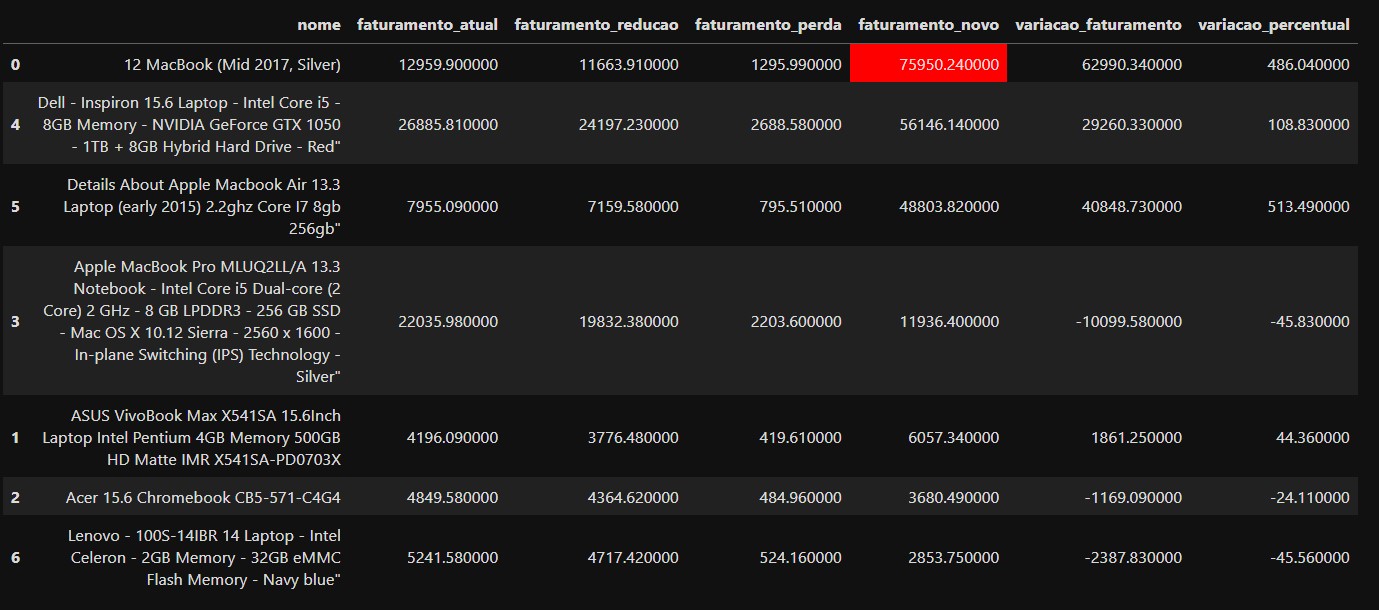 nome faturamento_atual faturamento_reducao faturamento_perda faturamento_novo variacao_faturamento variacao_percentual
0 12 MacBook (Mid 2017, Silver) 12959.900000 11663.910000 1295.990000 75950.240000 62990.340000 486.040000
Dell - Inspiron 15.6 Laptop - Intel Core i5 -
4 8GB Memory - NVIDIA GeForce GTX 1050 26885.810000 24197.230000 2688.580000 56146.140000 29260.330000 108.830000
- 1TB + 8GB Hybrid Hard Drive - Red"
Details About Apple Macbook Air 13.3
5 Laptop (early 2015) 2.2ghz Core I7 8gb 7955.090000 7159.580000 795.510000 48803.820000 40848.730000 513.490000
256gb"
Apple MacBook Pro MLUQ2LL/A 13.3
Notebook - Intel Core i5 Dual-core (2
Core) 2 GHz - 8 GB LPDDR3 - 256 GB SSD
3 - Mac OS X 10.12 Sierra - 2560 x 1600 - 22035.980000 19832.380000 2203.600000 11936.400000 -10099.580000 -45.830000
In-plane Switching (IPS) Technology -
Silver"
ASUS VivoBook Max X541SA 15.6Inch
1 Laptop Intel Pentium 4GB Memory 500GB 4196.090000 3776.480000 419.610000 6057.340000 1861.250000 44.360000
HD Matte IMR X541SA-PD0703X
2 Acer 15.6 Chromebook CB5-571-C4G4 4849.580000 4364.620000 484.960000 3680.490000 -1169.090000 -24.110000
Lenovo - 100S-14IBR 14 Laptop - Intel
6 Celeron - 2GB Memory - 32GB eMMC 5241.580000 4717.420000 524.160000 2853.750000 -2387.830000 -45.560000
Flash Memory - Navy blue"